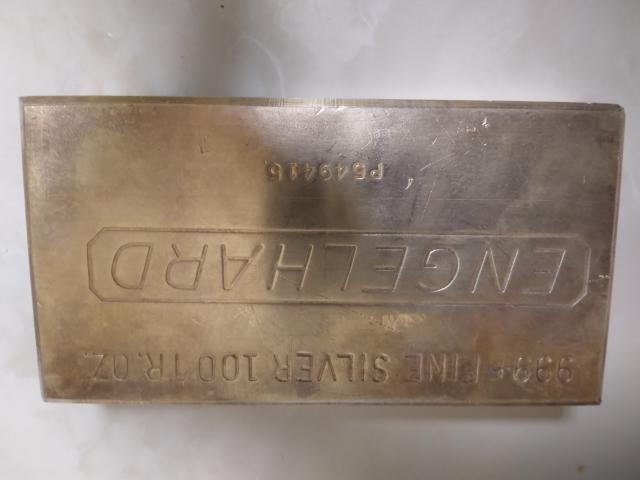 999+ FINE SILVER 100 TR.OZ.
ENGELHARD
P549415